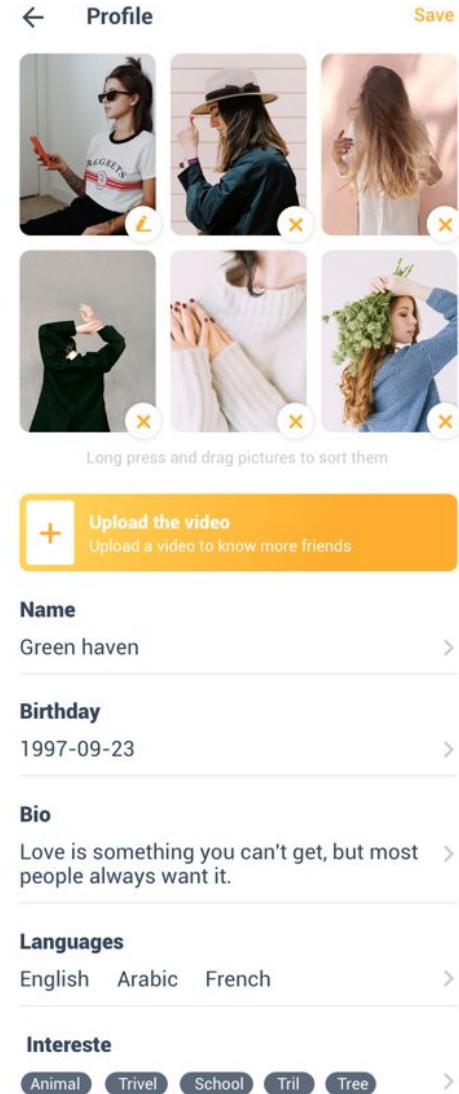 Profile
Save
REGRETS
Long press and drag pictures to sort them
Upload the video
Upload a video to know more friends
Name
Green haven
Birthday
1997-09-23
Bio
Love is something you can't get, but most
people always want it.
Languages
English Arabic French
Intereste
Animal Trivel School Tril Tree